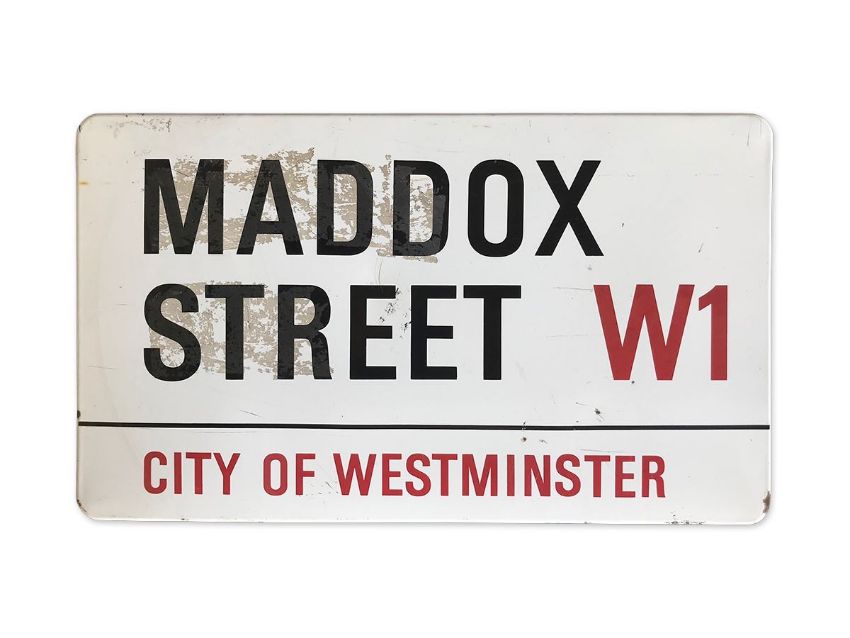 MADDOX
STREET W1
CITY OF WESTMINSTER